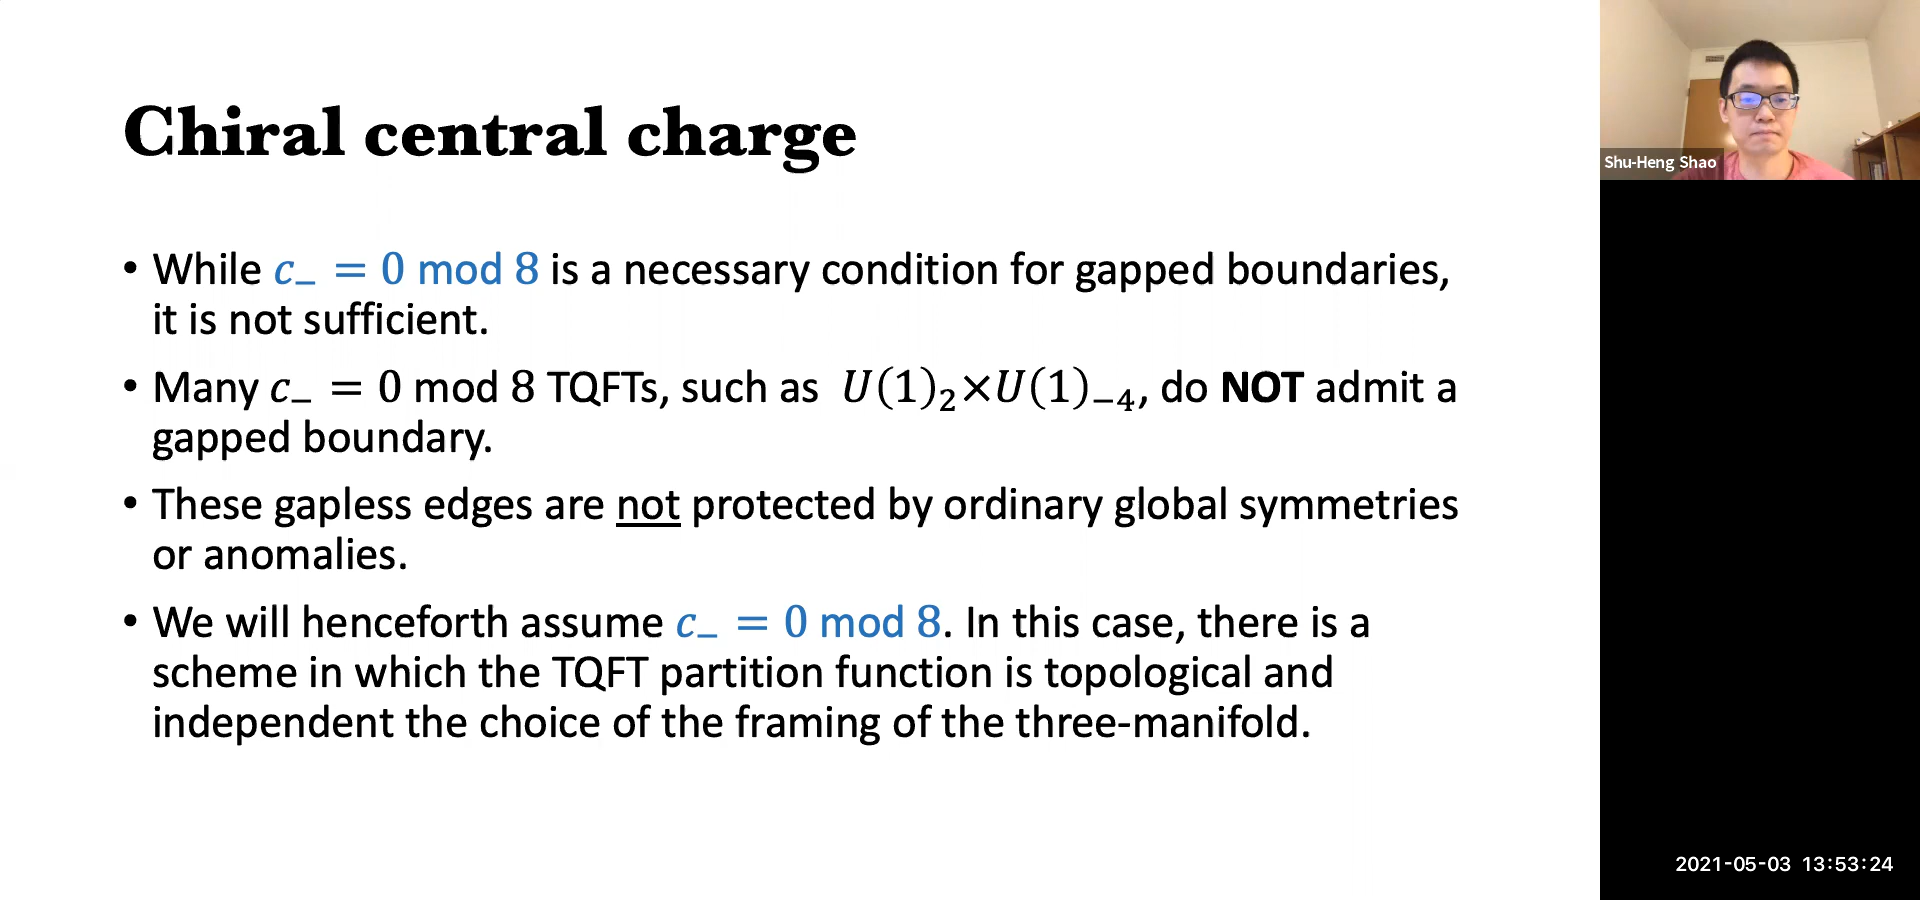 Chiral central charge
• While c₋ = 0 mod 8 is a necessary condition for gapped boundaries,
it is not sufficient.
• Many c₋ = 0 mod 8 TQFTs, such as U(1)₂×U(1)₋₄, do NOT admit a
gapped boundary.
• These gapless edges are not protected by ordinary global symmetries
or anomalies.
• We will henceforth assume c₋ = 0 mod 8. In this case, there is a
scheme in which the TQFT partition function is topological and
independent the choice of the framing of the three-manifold.
Shu-Heng Shao
2021-05-03 13:53:24